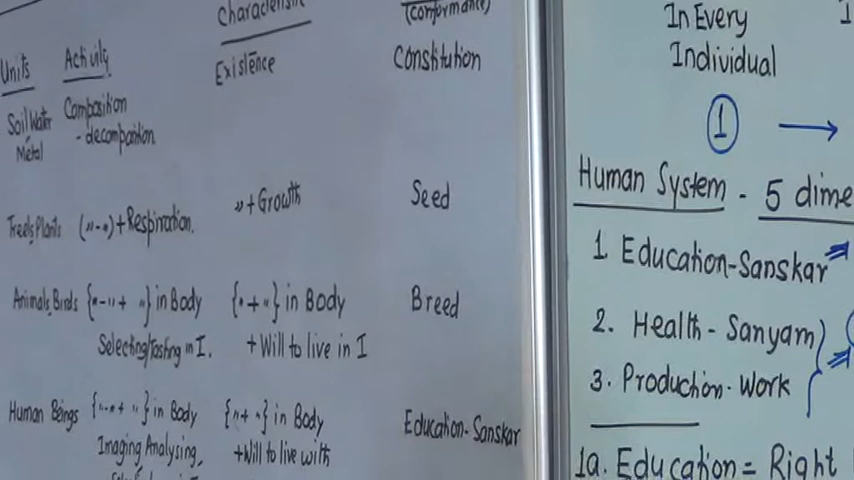 Units Activity Characteristic (Conformance)
Soil Water Metal Composition - decomposition Existence Constitution
Trees, Plants ( " - " ) + Respiration. " + Growth Seed
Animals, Birds { " - " + " } in Body { " + " } in Body Breed
Selecting/Tasting in I. + Will to live in I
Human Beings { " - " + " } in Body { " + " } in Body Education-Sanskar
Imaging Analysing, + Will to live with
In Every
Individual
1 →
Human System - 5 dime
1. Education-Sanskar
2. Health-Sanyam
3. Production-Work
1a. Education = Right